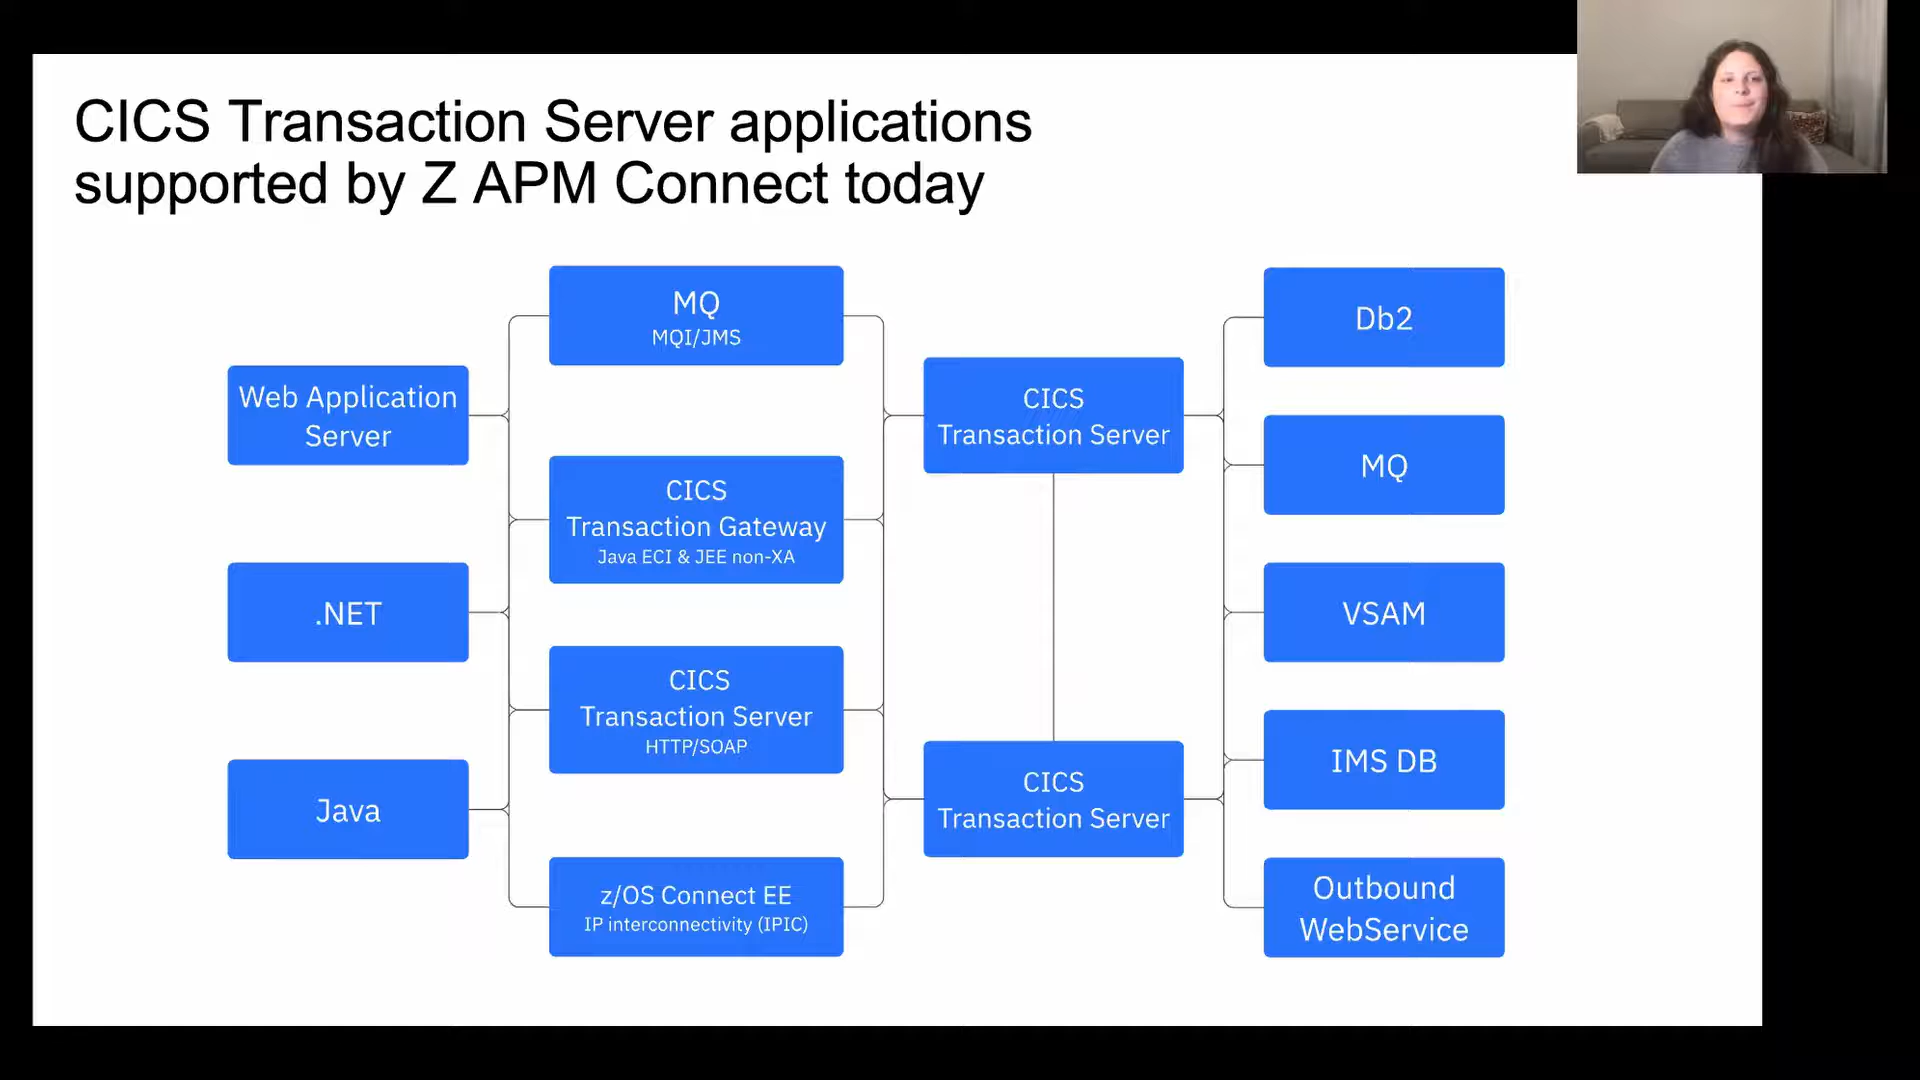 CICS Transaction Server applications
supported by Z APM Connect today
Web Application
Server
.NET
Java
MQ
MQI/JMS
CICS
Transaction Gateway
Java ECI & JEE non-XA
CICS
Transaction Server
HTTP/SOAP
z/OS Connect EE
IP interconnectivity (IPIC)
CICS
Transaction Server
CICS
Transaction Server
Db2
MQ
VSAM
IMS DB
Outbound
WebService